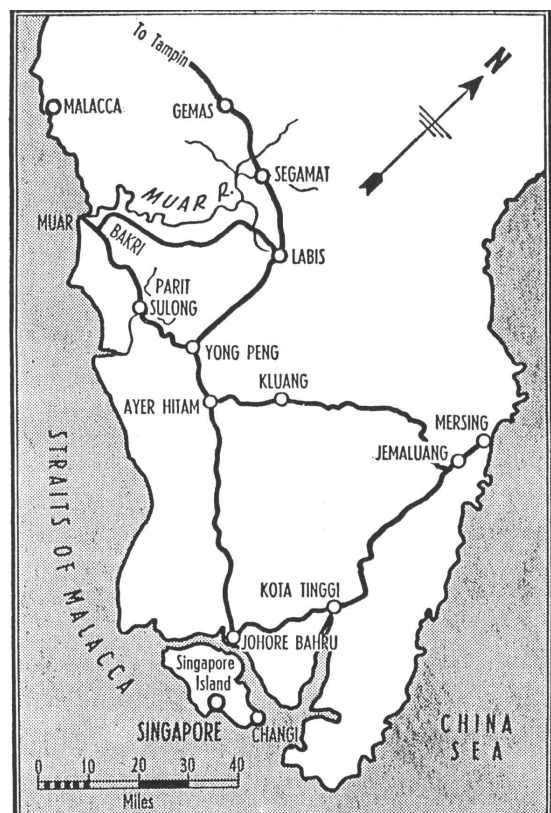 To Tampin
N
MALACCA
GEMAS
SEGAMAT
MUAR R.
MUAR
BAKRI
LABIS
PARIT
SULONG
YONG PENG
KLUANG
AYER HITAM
MERSING
JEMALUANG
STRAITS OF MALACCA
KOTA TINGGI
JOHORE BAHRU
Singapore
Island
SINGAPORE
CHANGI
CHINA
SEA
0 10 20 30 40
Miles